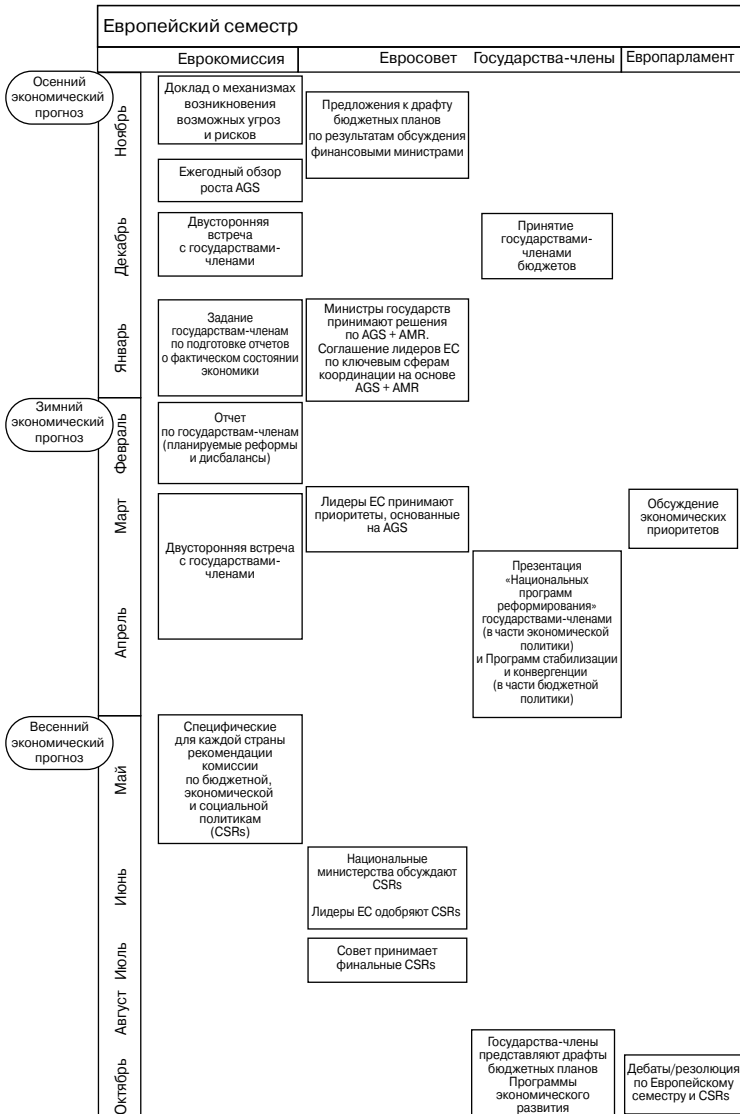 Европейский семестр
Еврокомиссия
Евросовет
Государства-члены
Европарламент
Осенний
экономический
прогноз
Ноябрь
Доклад о механизмах
возникновения
возможных угроз
и рисков
Предложения к драфту
бюджетных планов
по результатам обсуждения
финансовыми министрами
Ежегодный обзор
роста AGS
Декабрь
Двусторонняя
встреча
с государствами-
членами
Принятие
государствами-
членами
бюджетов
Январь
Задание
государствам-членам
по подготовке отчетов
о фактическом состоянии
экономики
Министры государств
принимают решения
по AGS + AMR.
Соглашение лидеров ЕС
по ключевым сферам
координации на основе
AGS + AMR
Зимний
экономический
прогноз
Февраль
Отчет
по государствам-членам
(планируемые реформы
и дисбалансы)
Март
Двусторонняя встреча
с государствами-
членами
Лидеры ЕС принимают
приоритеты, основанные
на AGS
Обсуждение
экономических
приоритетов
Апрель
Презентация
«Национальных
программ
реформирования»
государствами-членами
(в части экономической
политики)
и Программ стабилизации
и конвергенции
(в части бюджетной
политики)
Весенний
экономический
прогноз
Май
Специфические
для каждой страны
рекомендации
комиссии
по бюджетной,
экономической
и социальной
политикам
(CSRs)
Июнь
Национальные
министерства обсуждают
CSRs
Лидеры ЕС одобряют CSRs
Июль
Совет принимает
финальные CSRs
Август
Октябрь
Государства-члены
представляют драфты
бюджетных планов
Программы
экономического
развития
Дебаты/резолюция
по Европейскому
семестру и CSRs